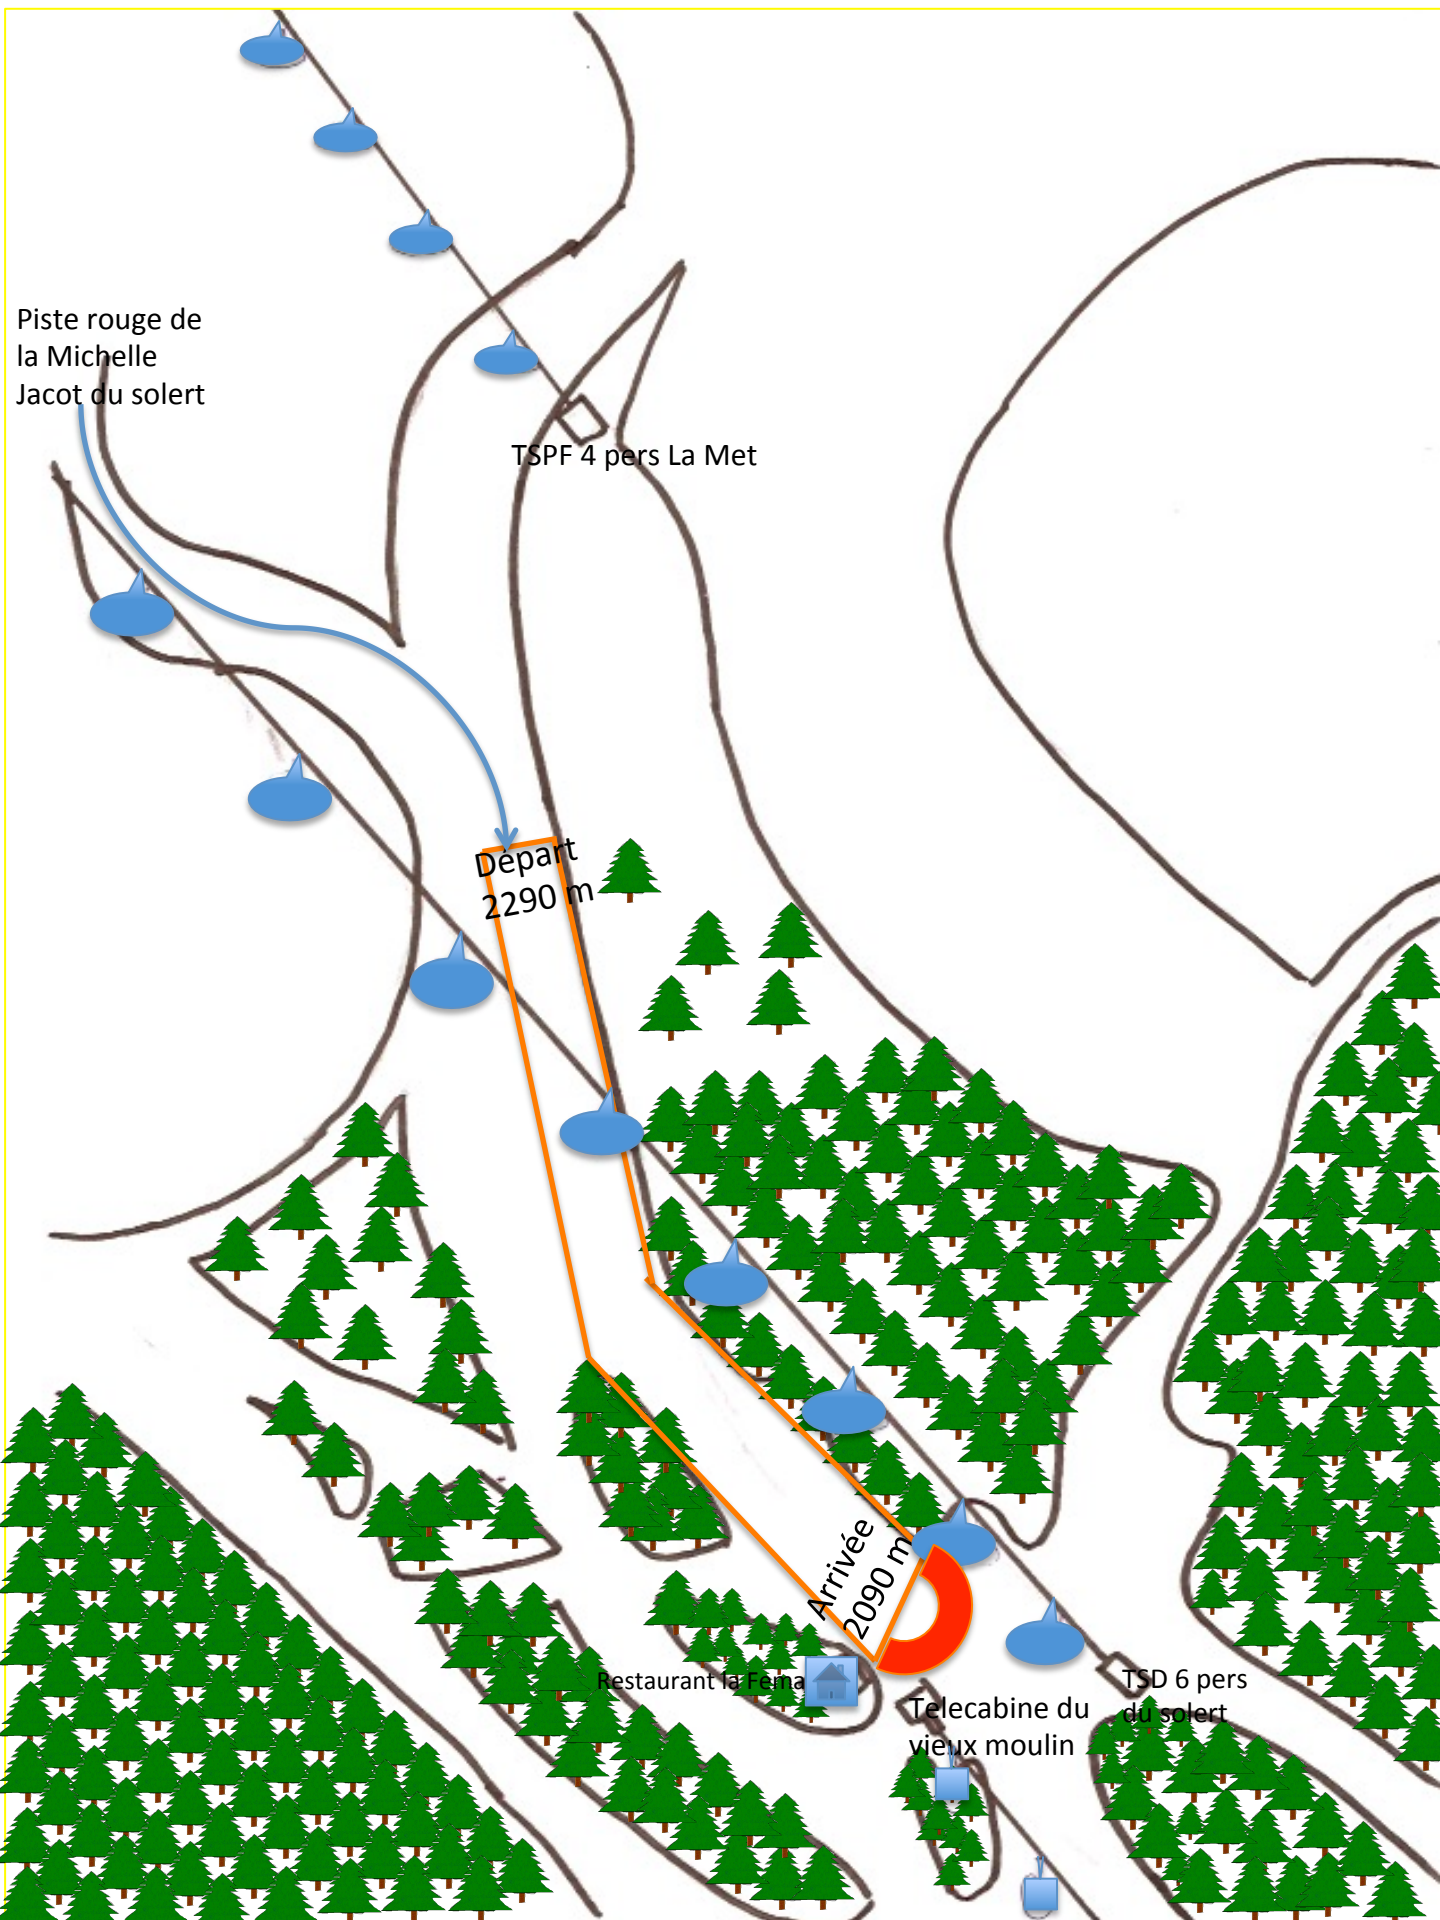 Piste rouge de
la Michelle
Jacot du solert
TSPF 4 pers La Met
Départ
2290 m
Arrivée
2090 m
Restaurant la Fema
TSD 6 pers
du solert
Telecabine du
vieux moulin